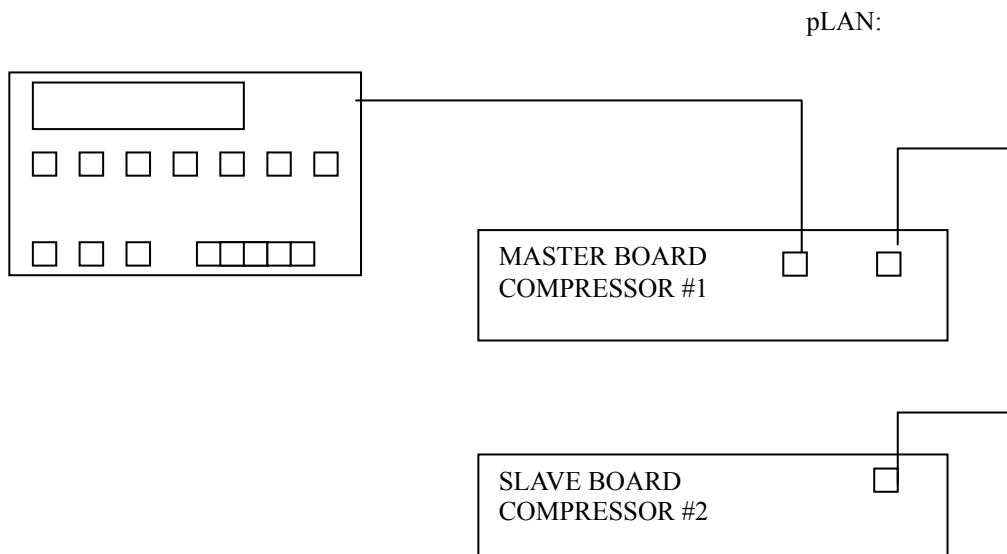 pLAN:
MASTER BOARD
COMPRESSOR #1
SLAVE BOARD
COMPRESSOR #2